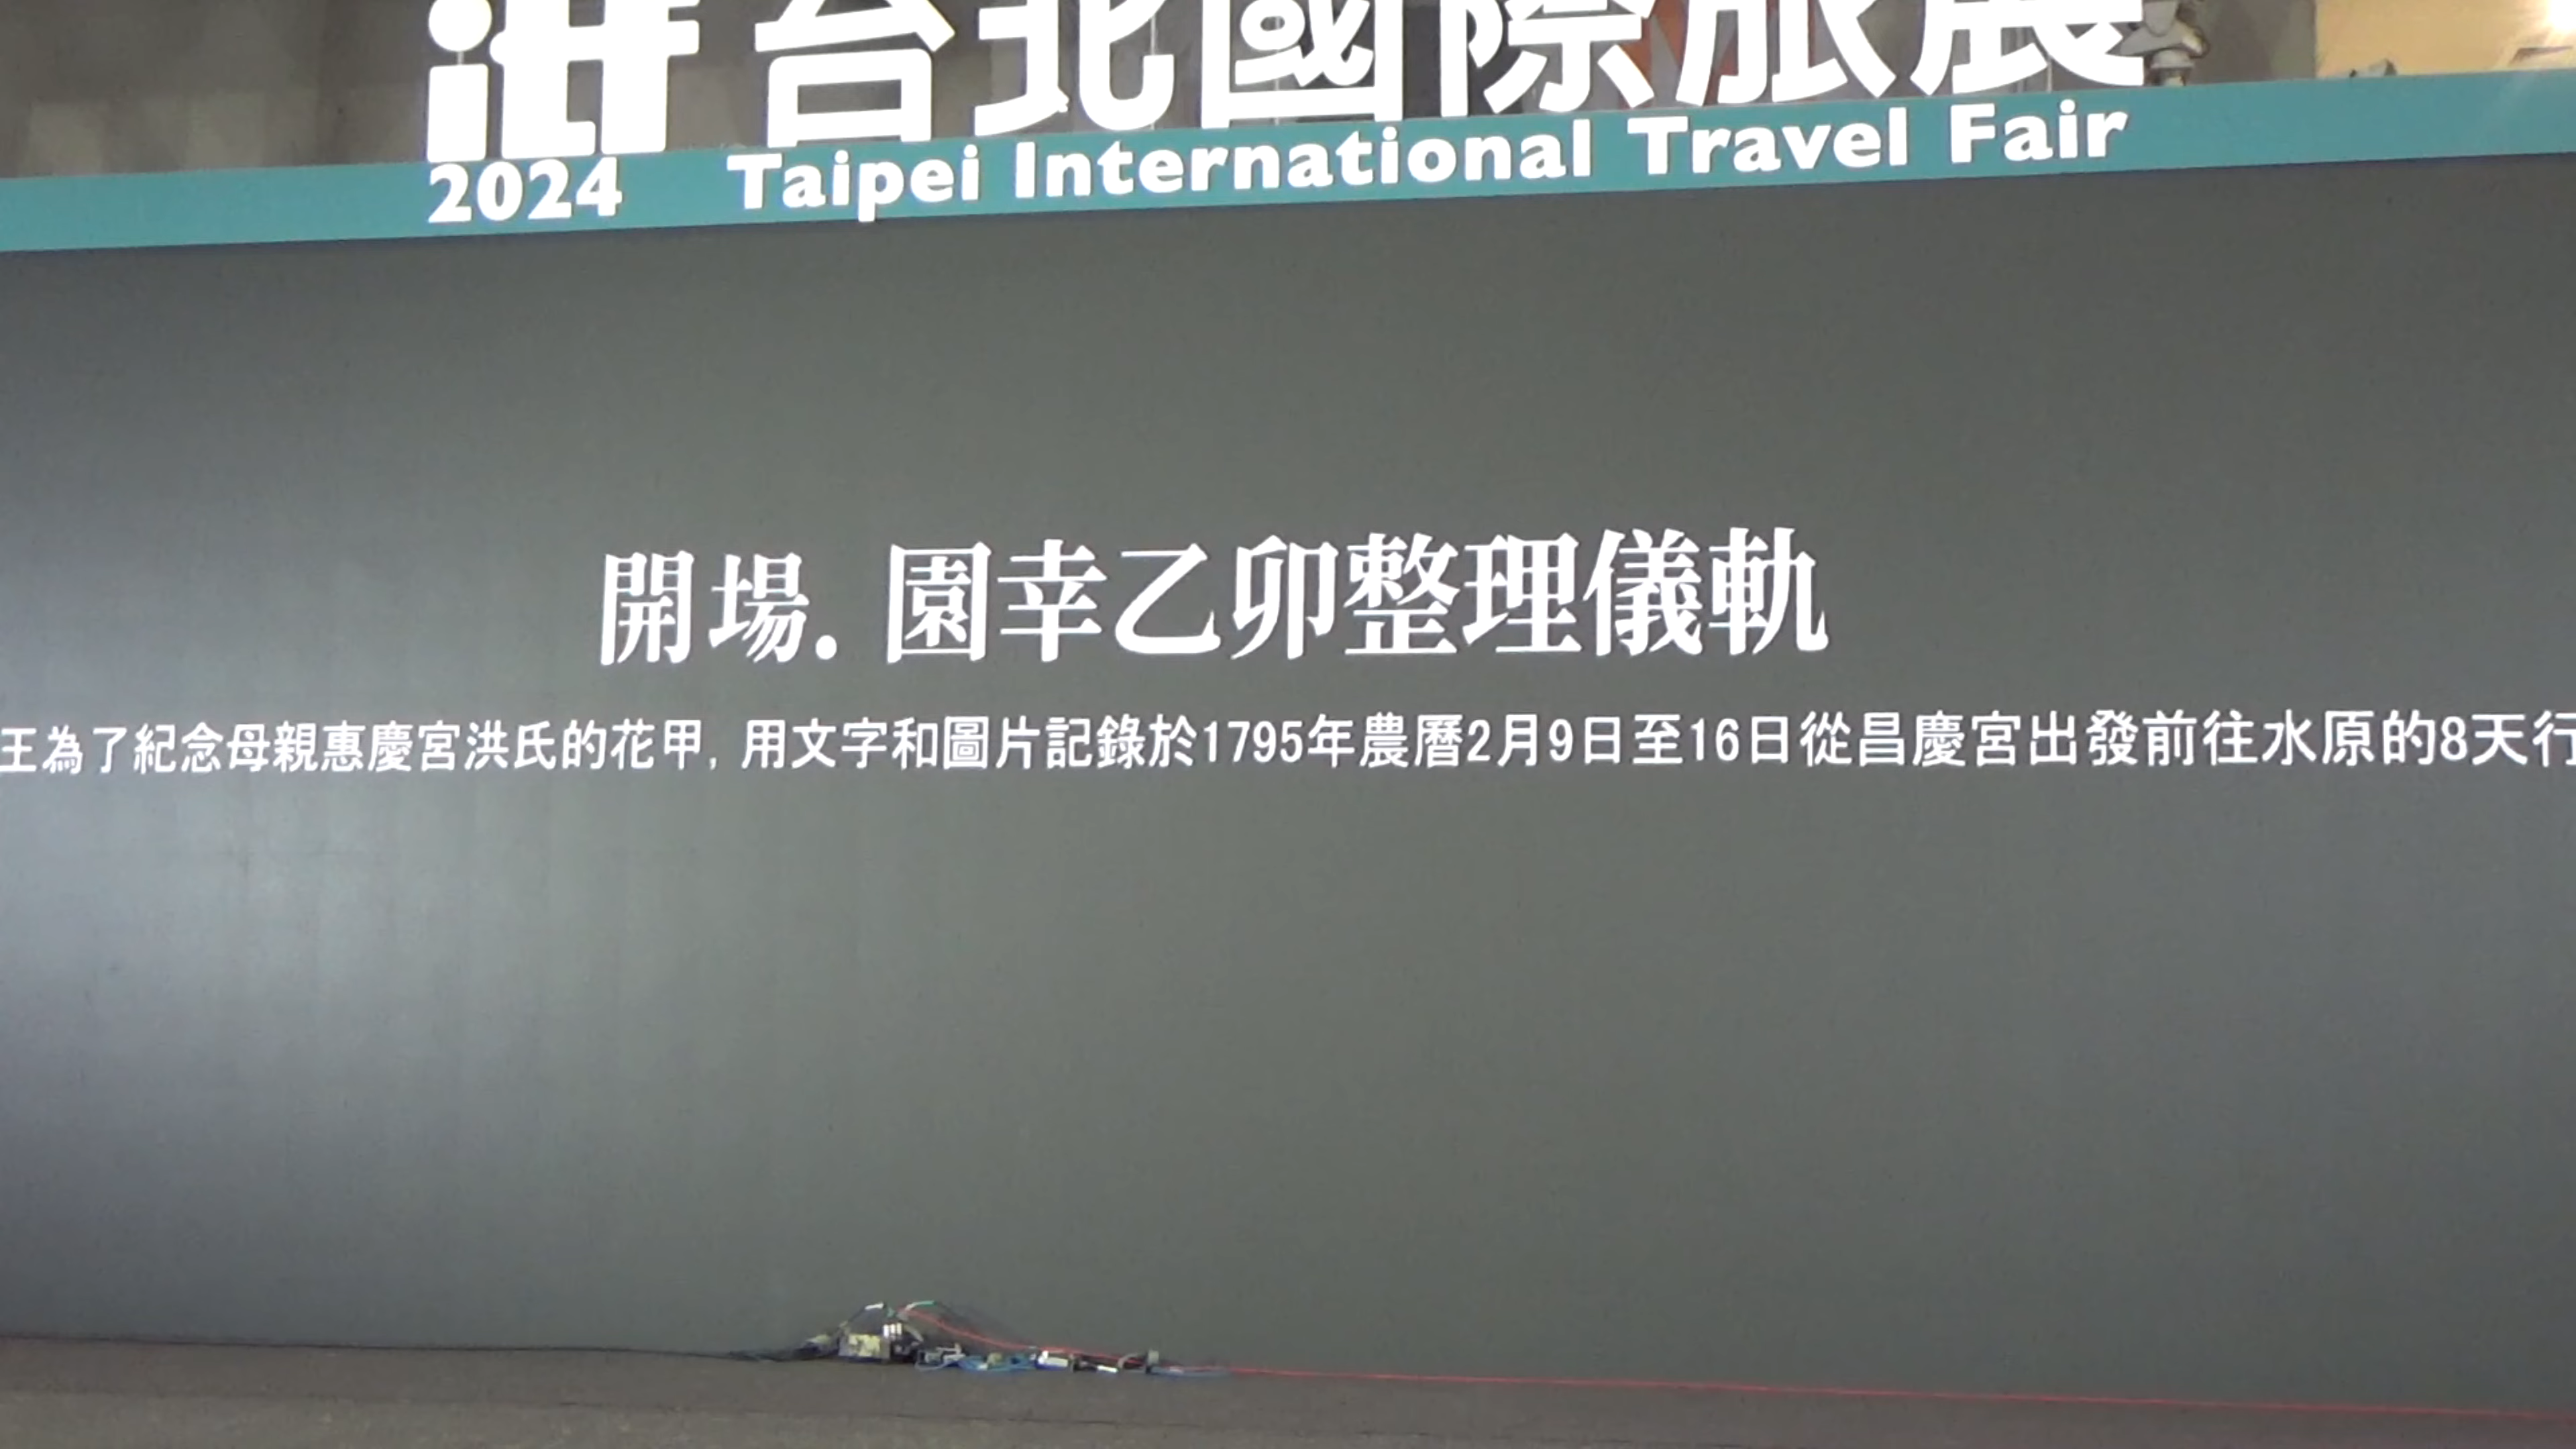 itf 台北國際旅展
2024 Taipei International Travel Fair
開場. 園幸乙卯整理儀軌
王為了紀念母親惠慶宮洪氏的花甲, 用文字和圖片記錄於1795年農曆2月9日至16日從昌慶宮出發前往水原的8天行